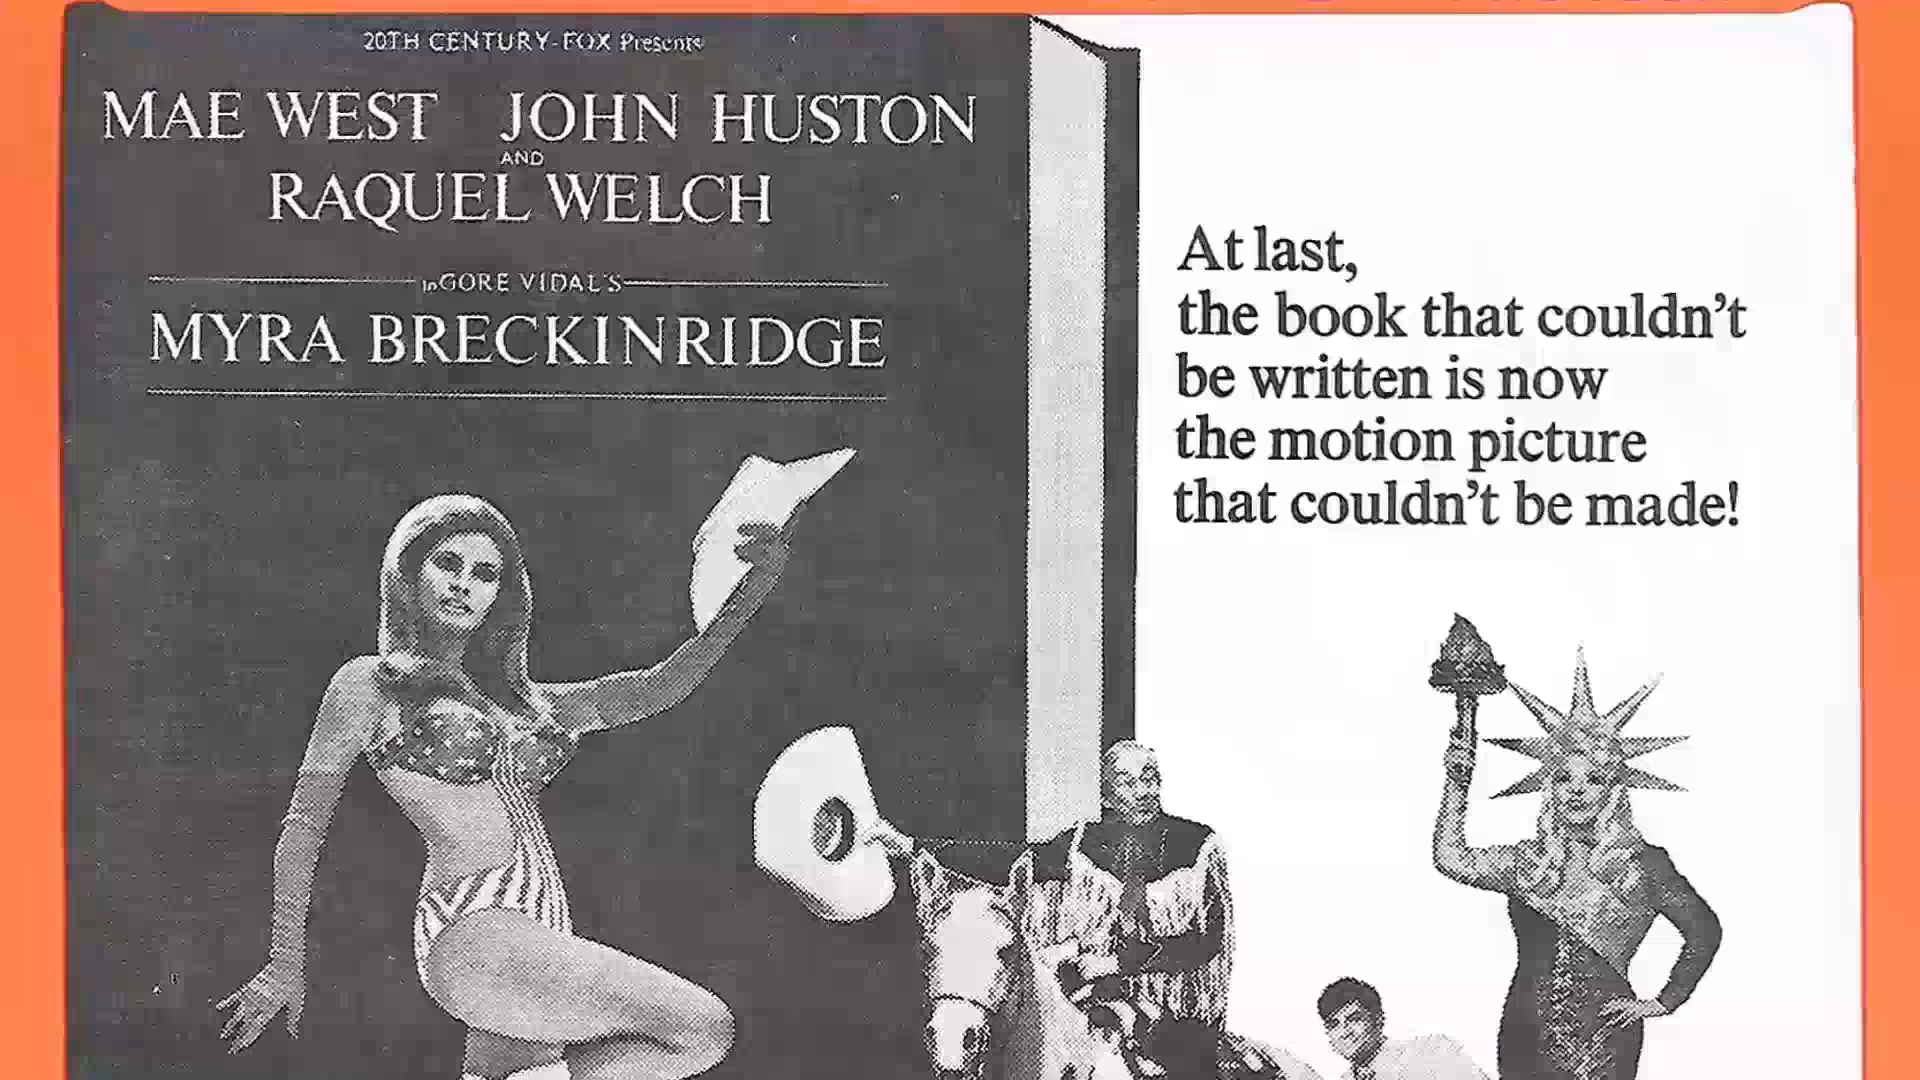 20TH CENTURY-FOX Presents
MAE WEST JOHN HUSTON
AND
RAQUEL WELCH
In GORE VIDAL'S
MYRA BRECKINRIDGE
At last,
the book that couldn't
be written is now
the motion picture
that couldn't be made!